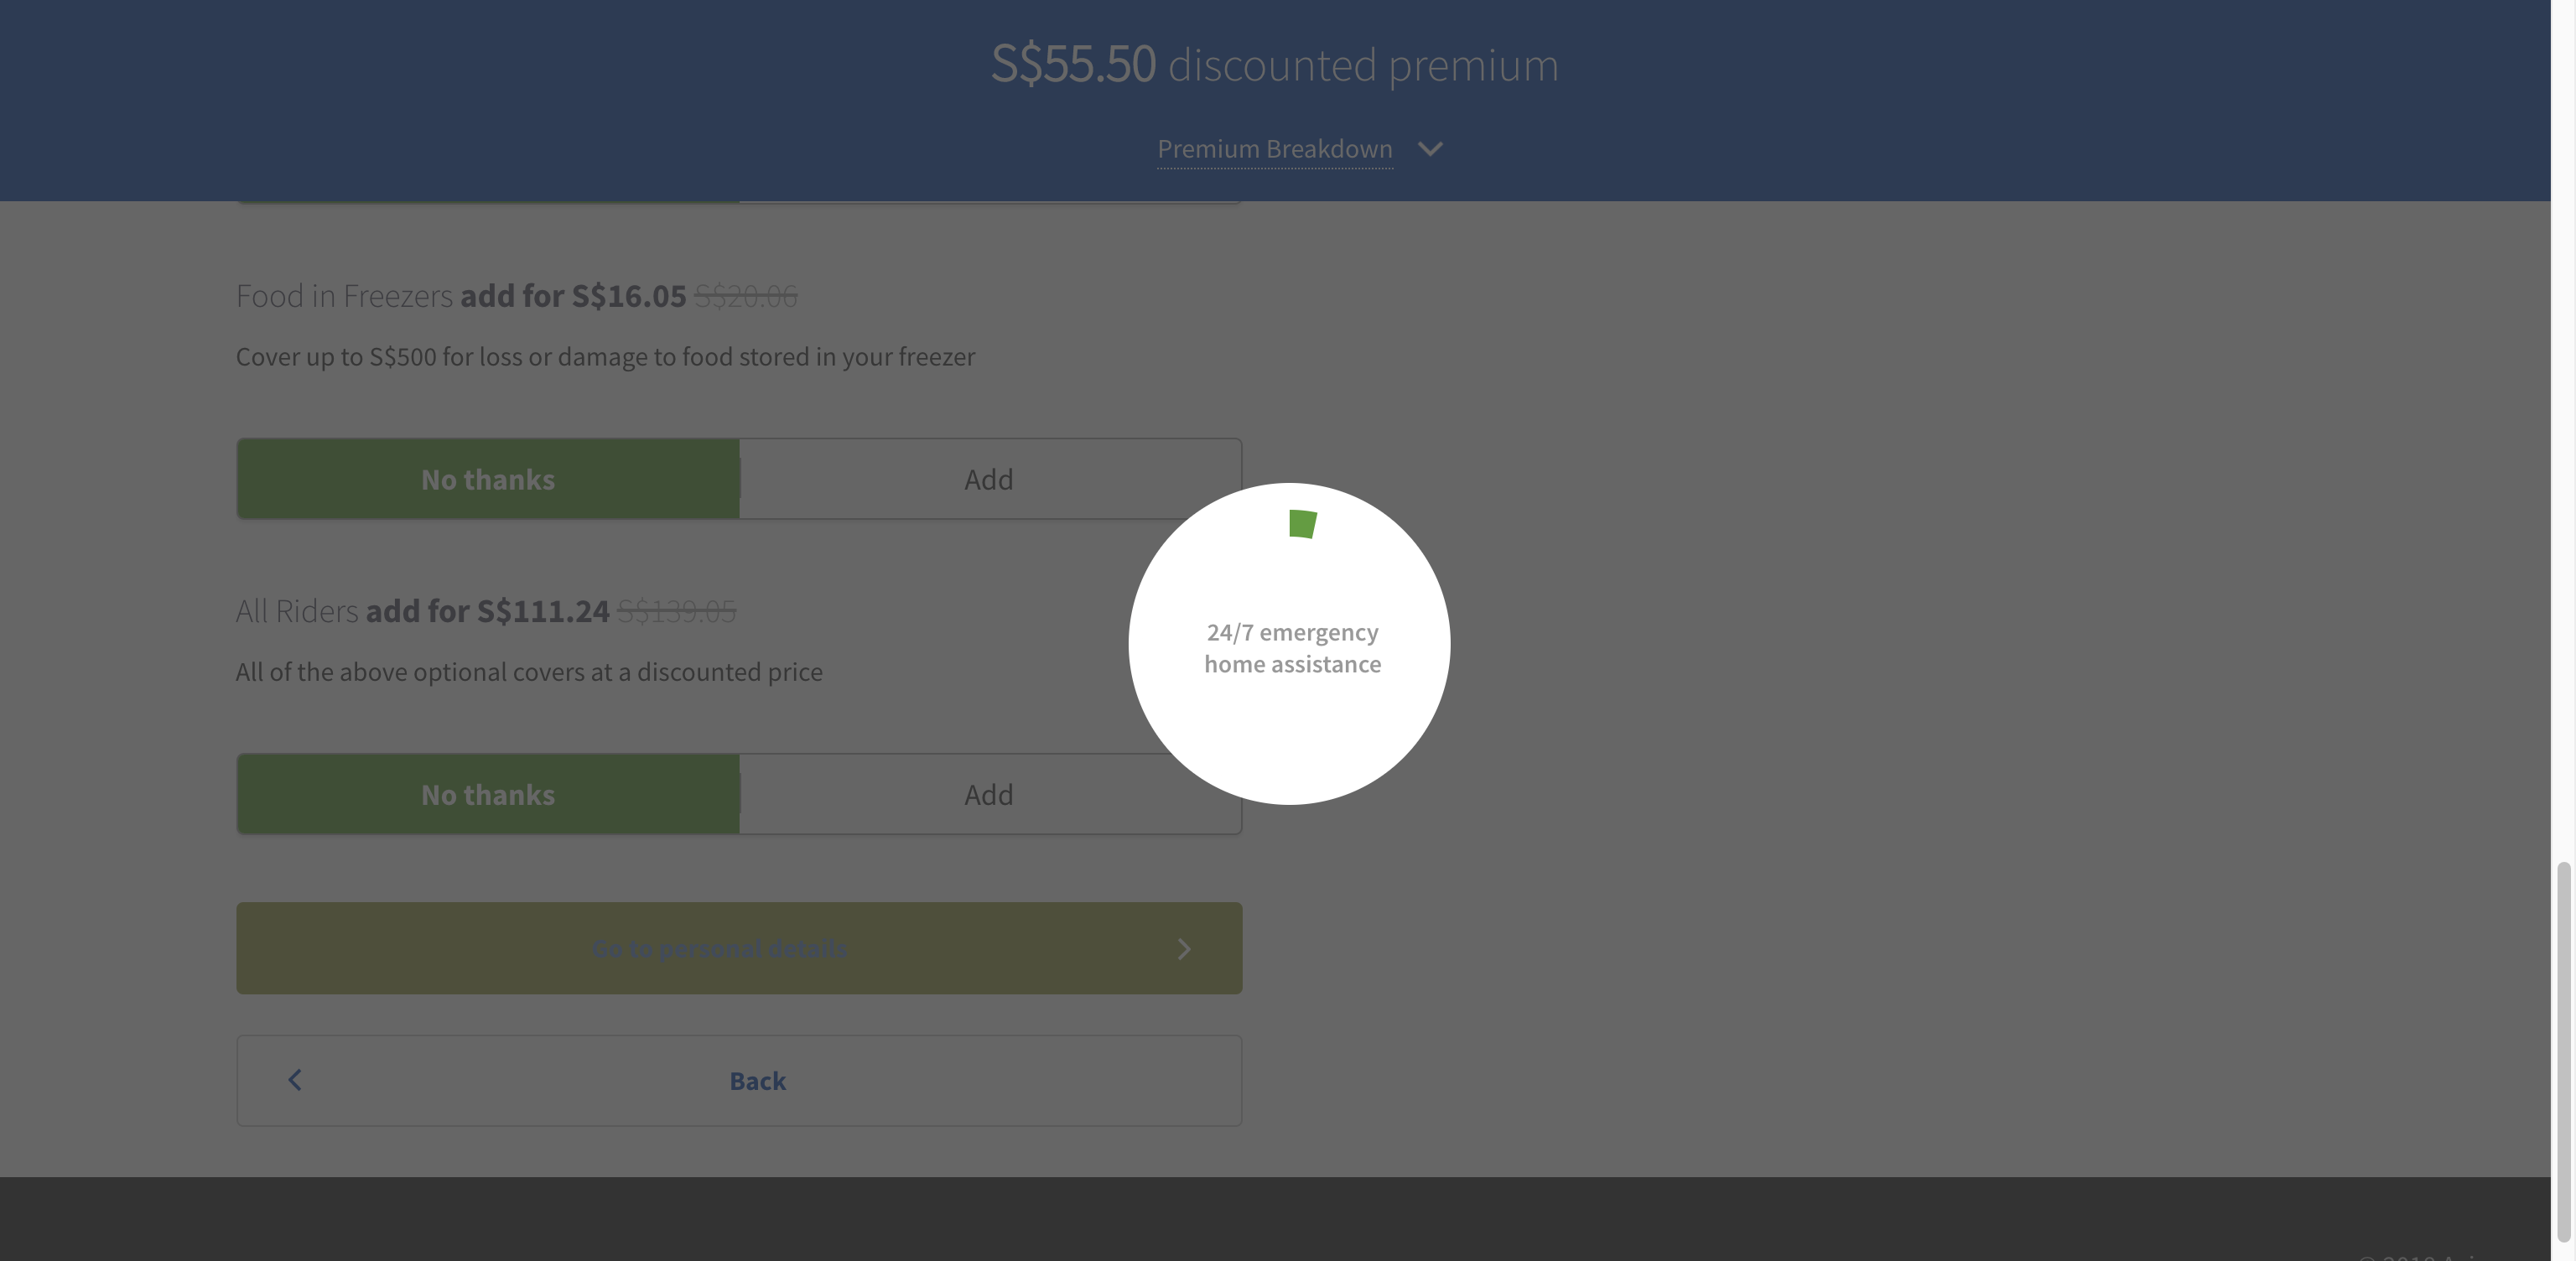 S$55.50 discounted premium
Premium Breakdown
Food in Freezers add for S$16.05 S$20.06
Cover up to S$500 for loss or damage to food stored in your freezer
No thanks Add
All Riders add for S$111.24 S$139.05
All of the above optional covers at a discounted price
No thanks Add
24/7 emergency
home assistance
Go to personal details
Back